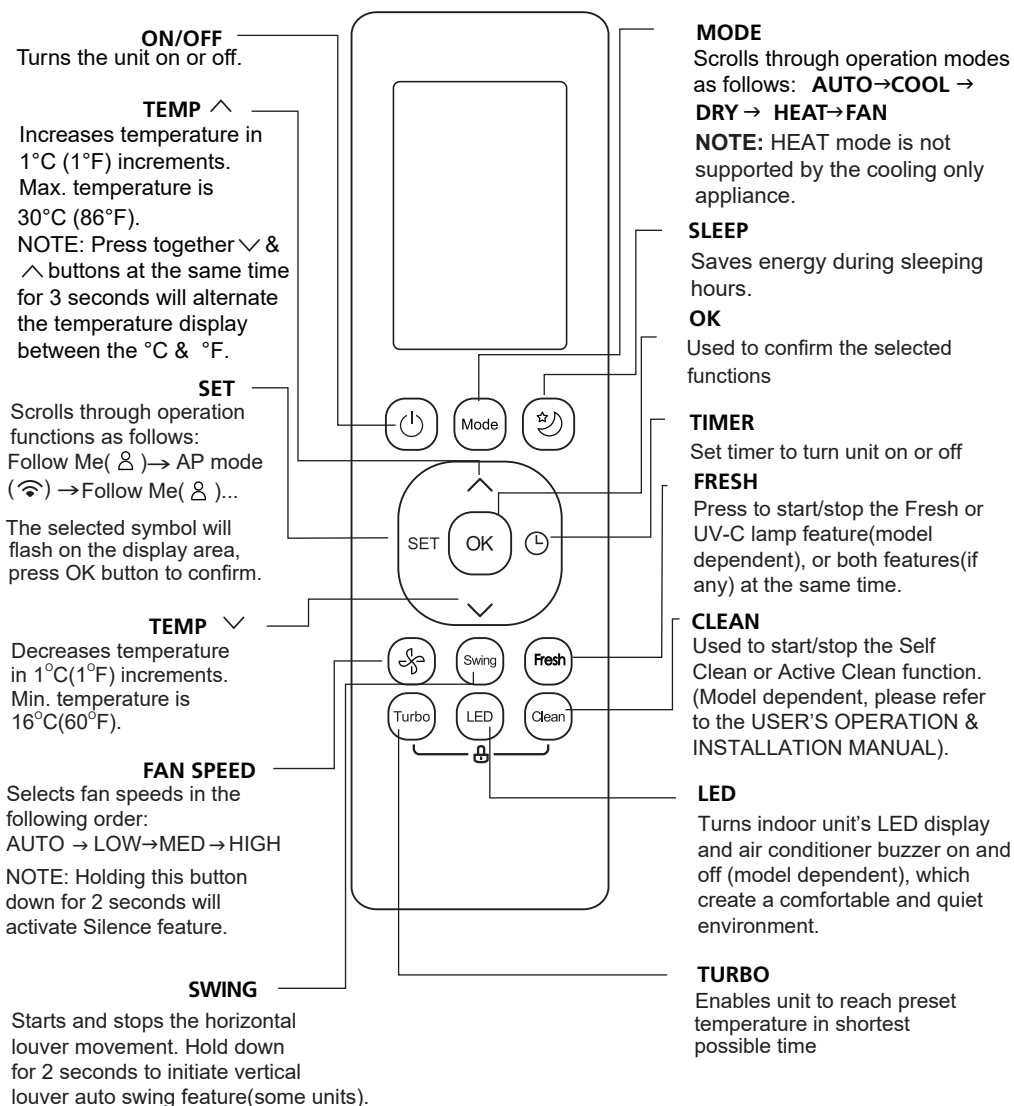 ON/OFF
Turns the unit on or off.
TEMP ∧
Increases temperature in
1°C (1°F) increments.
Max. temperature is
30°C (86°F).
NOTE: Press together ∨ &
∧ buttons at the same time
for 3 seconds will alternate
the temperature display
between the °C & °F.
SET
Scrolls through operation
functions as follows:
Follow Me( )→ AP mode
( ) →Follow Me( )...
The selected symbol will
flash on the display area,
press OK button to confirm.
TEMP ∨
Decreases temperature
in 1°C(1°F) increments.
Min. temperature is
16°C(60°F).
FAN SPEED
Selects fan speeds in the
following order:
AUTO → LOW→MED→HIGH
NOTE: Holding this button
down for 2 seconds will
activate Silence feature.
SWING
Starts and stops the horizontal
louver movement. Hold down
for 2 seconds to initiate vertical
louver auto swing feature(some units).
Mode
SET
OK
Swing
Fresh
Turbo
LED
Clean
MODE
Scrolls through operation modes
as follows: AUTO→COOL →
DRY → HEAT→FAN
NOTE: HEAT mode is not
supported by the cooling only
appliance.
SLEEP
Saves energy during sleeping
hours.
OK
Used to confirm the selected
functions
TIMER
Set timer to turn unit on or off
FRESH
Press to start/stop the Fresh or
UV-C lamp feature(model
dependent), or both features(if
any) at the same time.
CLEAN
Used to start/stop the Self
Clean or Active Clean function.
(Model dependent, please refer
to the USER'S OPERATION &
INSTALLATION MANUAL).
LED
Turns indoor unit's LED display
and air conditioner buzzer on and
off (model dependent), which
create a comfortable and quiet
environment.
TURBO
Enables unit to reach preset
temperature in shortest
possible time